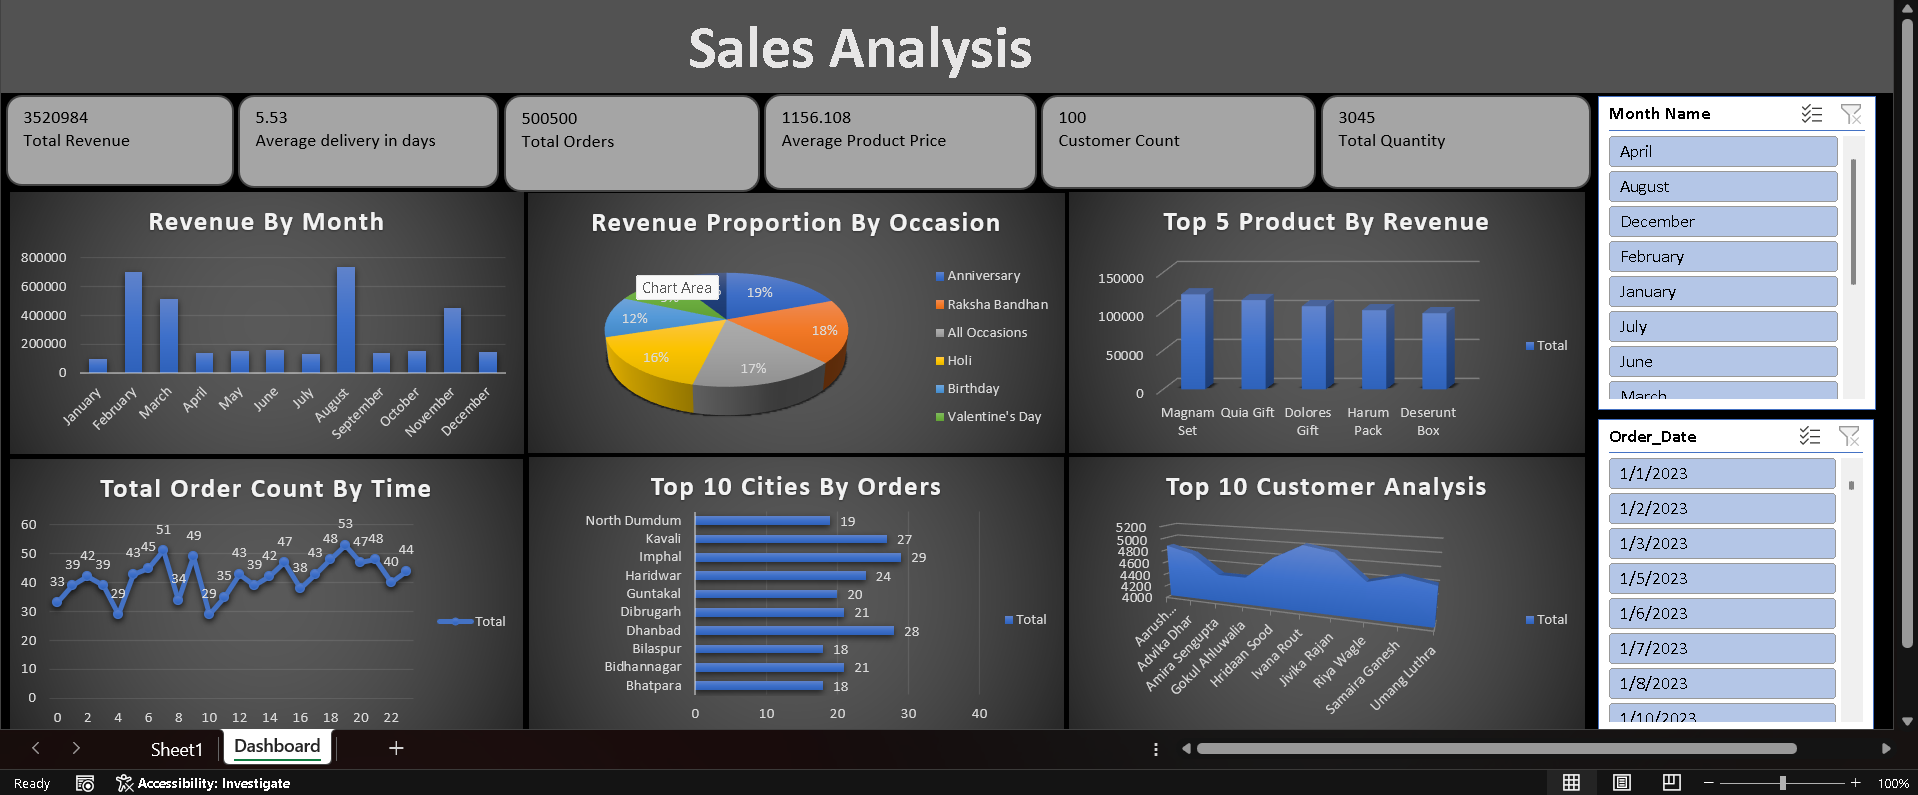 Sales Analysis
3520984
Total Revenue
5.53
Average delivery in days
500500
Total Orders
1156.108
Average Product Price
100
Customer Count
3045
Total Quantity
Month Name
April
August
December
February
January
July
June
March
Revenue By Month
800000
600000
400000
200000
0
January
February
March
April
May
June
July
August
September
October
November
December
Revenue Proportion By Occasion
Chart Area
19%
18%
17%
16%
12%
Anniversary
Raksha Bandhan
All Occasions
Holi
Birthday
Valentine's Day
Top 5 Product By Revenue
150000
100000
50000
0
Magnam Set
Quia Gift
Dolores Gift
Harum Pack
Deserunt Box
Total
Order_Date
1/1/2023
1/2/2023
1/3/2023
1/5/2023
1/6/2023
1/7/2023
1/8/2023
1/10/2023
Total Order Count By Time
60
50
40
30
20
10
0
33
39
42
39
29
43
45
51
34
49
29
35
43
39
42
47
38
43
48
53
47
48
40
44
0 2 4 6 8 10 12 14 16 18 20 22
Total
Top 10 Cities By Orders
North Dumdum 19
Kavali 27
Imphal 29
Haridwar 24
Guntakal 20
Dibrugarh 21
Dhanbad 28
Bilaspur 18
Bidhannagar 21
Bhatpara 18
0 10 20 30 40
Total
Top 10 Customer Analysis
5200
5000
4800
4600
4400
4200
4000
Aarush...
Advika Dhar
Amira Sengupta
Gokul Ahluwalia
Hridaan Sood
Ivana Rout
Jivika Rajan
Riya Wagle
Samaira Ganesh
Umang Luthra
Total
Sheet1
Dashboard
Ready
Accessibility: Investigate
100%